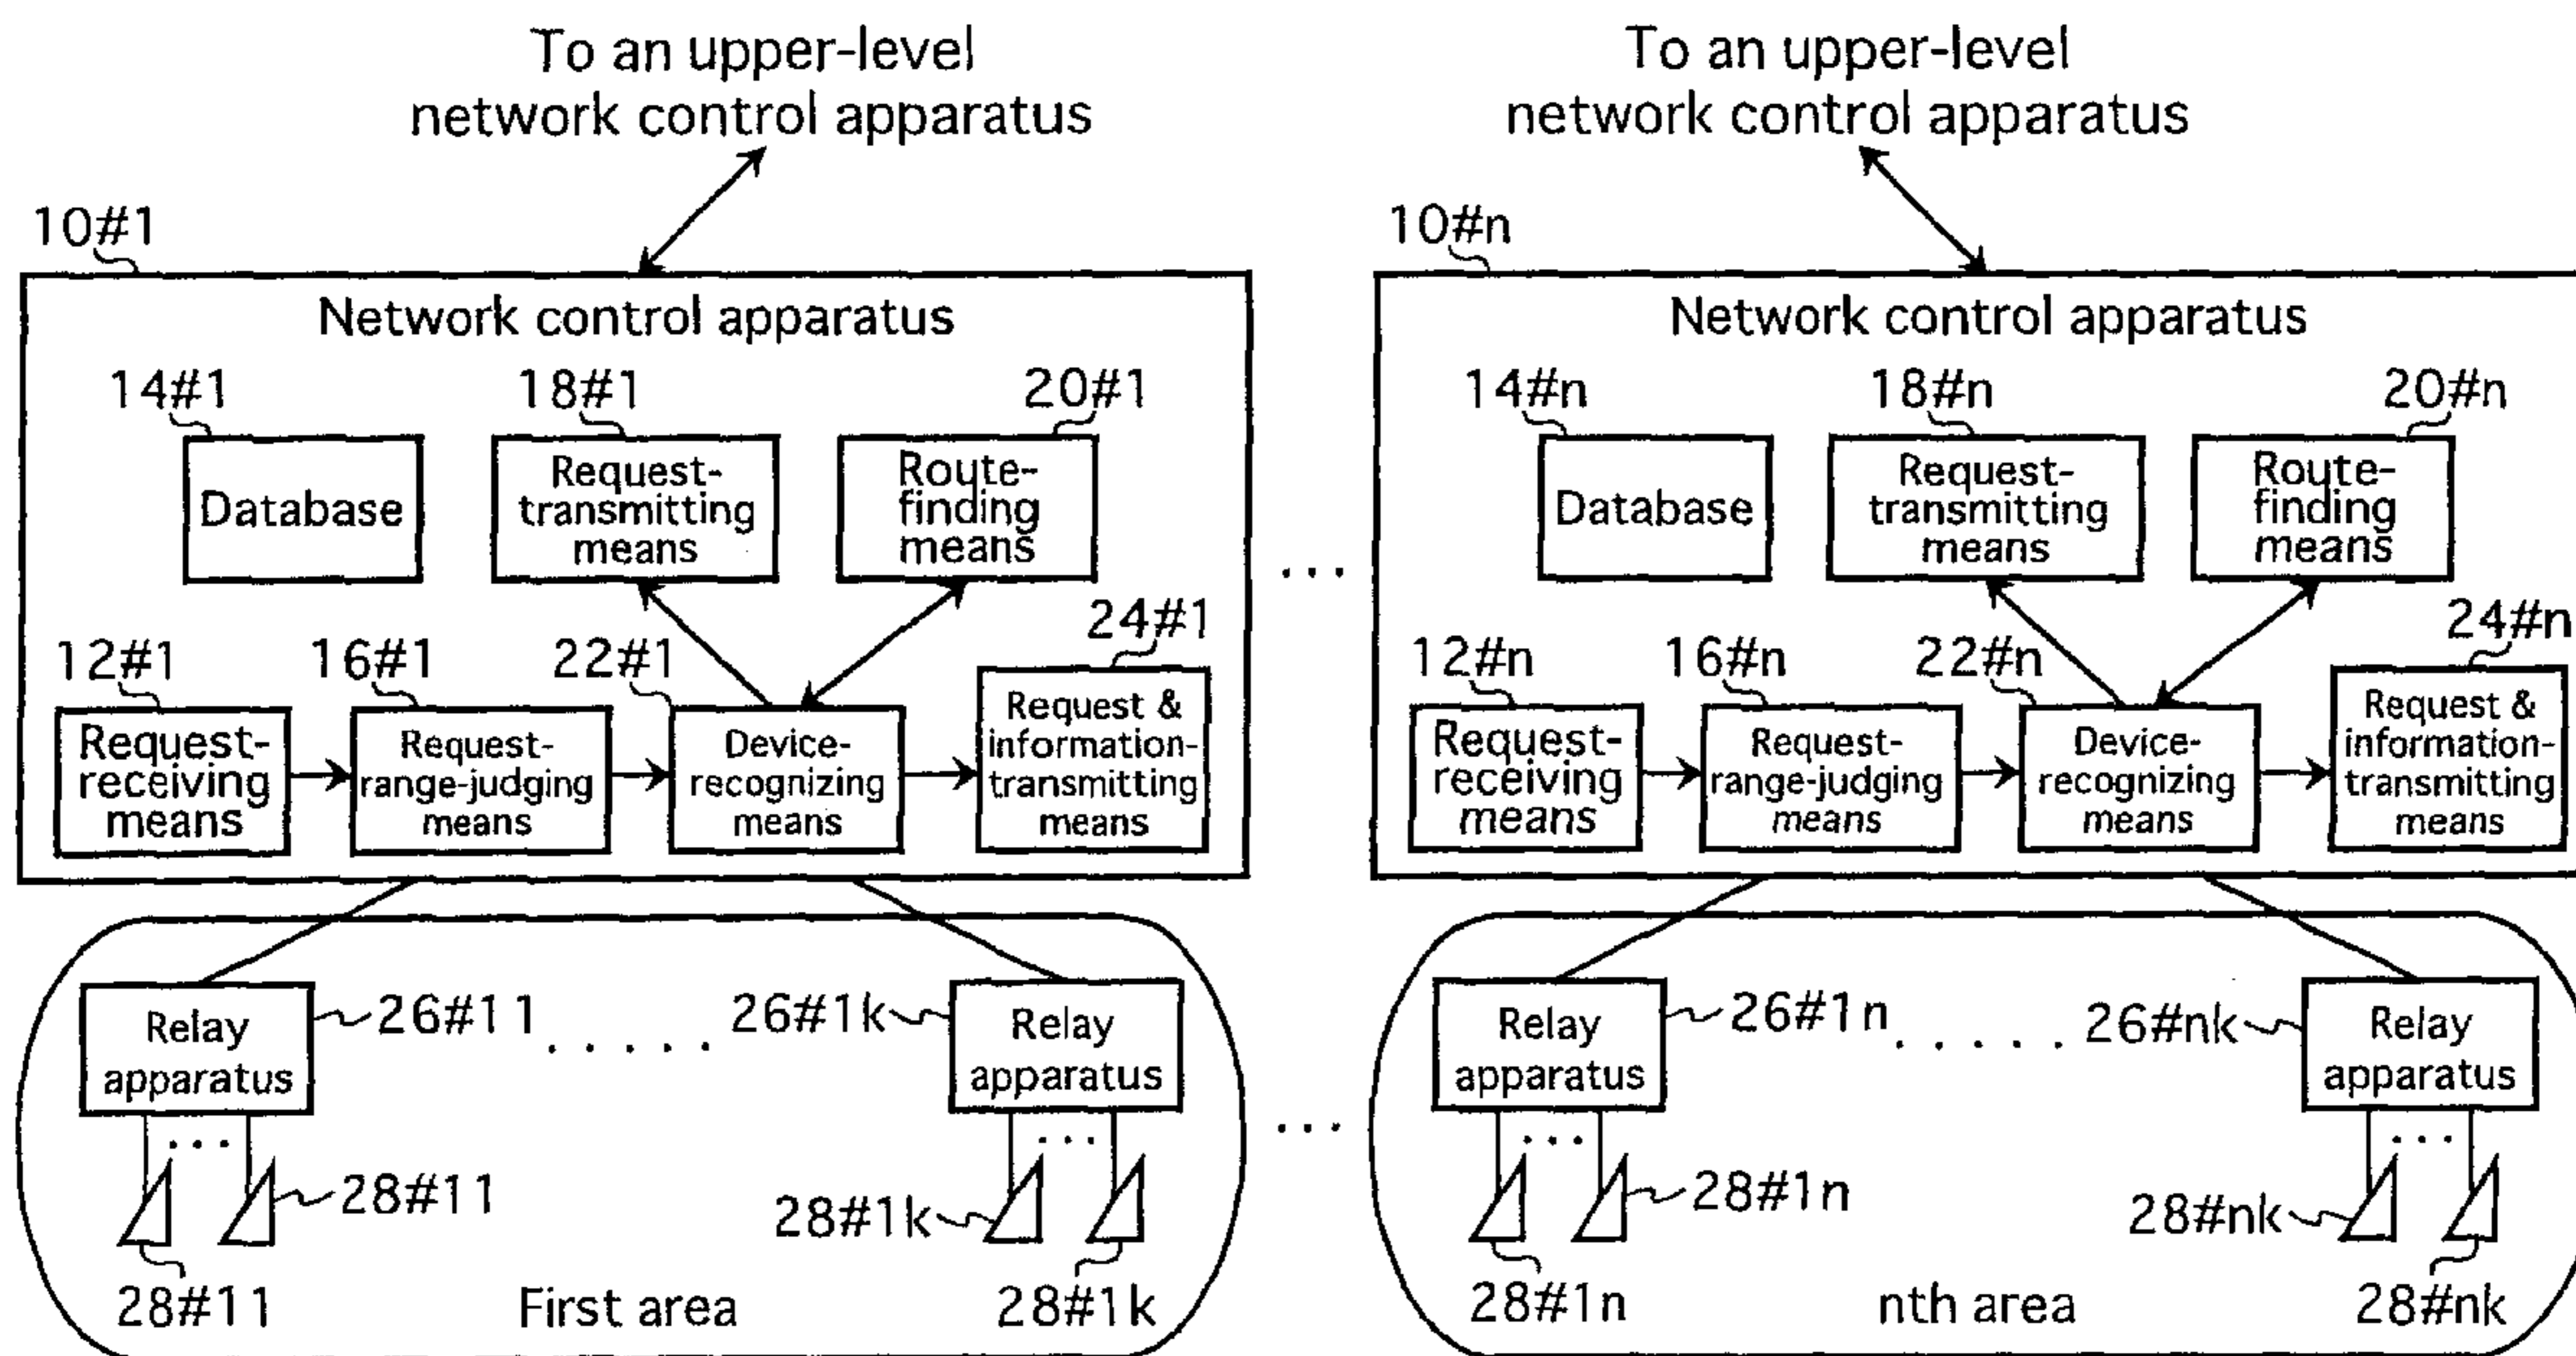 To an upper-level
network control apparatus
To an upper-level
network control apparatus
10#1
Network control apparatus
14#1
18#1
20#1
Database
Request-
transmitting
means
Route-
finding
means
24#1
12#1
16#1
22#1
Request-
receiving
means
Request-
range-judging
means
Device-
recognizing
means
Request &
information-
transmitting
means
...
10#n
Network control apparatus
14#n
18#n
20#n
Database
Request-
transmitting
means
Route-
finding
means
24#n
12#n
16#n
22#n
Request-
receiving
means
Request-
range-judging
means
Device-
recognizing
means
Request &
information-
transmitting
means
Relay
apparatus
26#11
.....
26#1k
Relay
apparatus
...
...
28#11
28#1k
28#11
First area
28#1k
...
Relay
apparatus
26#1n
.....
26#nk
Relay
apparatus
...
...
28#1n
28#nk
28#1n
nth area
28#nk